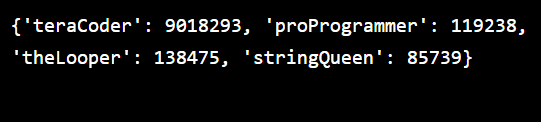 {'teraCoder': 9018293, 'proProgrammer': 119238,
'theLooper': 138475, 'stringQueen': 85739}